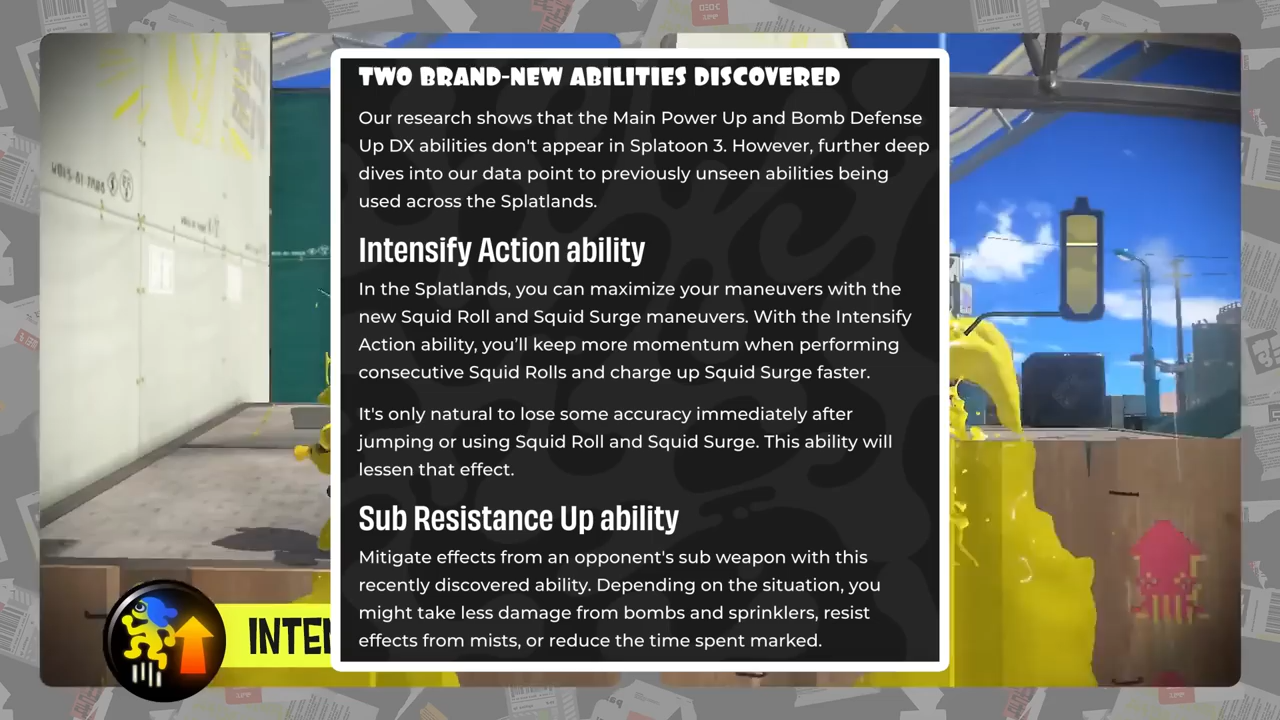 TWO BRAND-NEW ABILITIES DISCOVERED
Our research shows that the Main Power Up and Bomb Defense
Up DX abilities don't appear in Splatoon 3. However, further deep
dives into our data point to previously unseen abilities being
used across the Splatlands.
Intensify Action ability
In the Splatlands, you can maximize your maneuvers with the
new Squid Roll and Squid Surge maneuvers. With the Intensify
Action ability, you’ll keep more momentum when performing
consecutive Squid Rolls and charge up Squid Surge faster.
It's only natural to lose some accuracy immediately after
jumping or using Squid Roll and Squid Surge. This ability will
lessen that effect.
Sub Resistance Up ability
Mitigate effects from an opponent's sub weapon with this
recently discovered ability. Depending on the situation, you
might take less damage from bombs and sprinklers, resist
effects from mists, or reduce the time spent marked.
INTEN